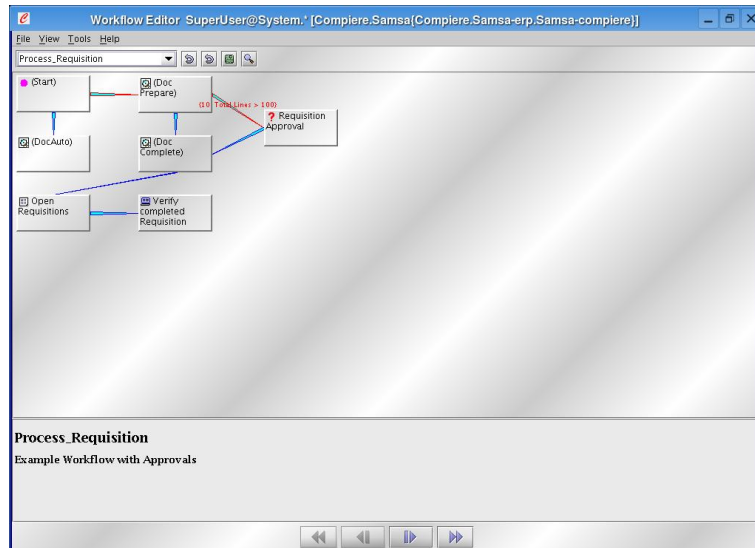 Workflow Editor SuperUser@System.* [Compiere.Samsa{Compiere.Samsa-erp.Samsa-compiere}]
File View Tools Help
Process_Requisition
(Start)
(Doc
Prepare)
(10 Total Lines > 100)
? Requisition
Approval
(DocAuto)
(Doc
Complete)
Open
Requisitions
Verify
completed
Requisition
Process_Requisition
Example Workflow with Approvals